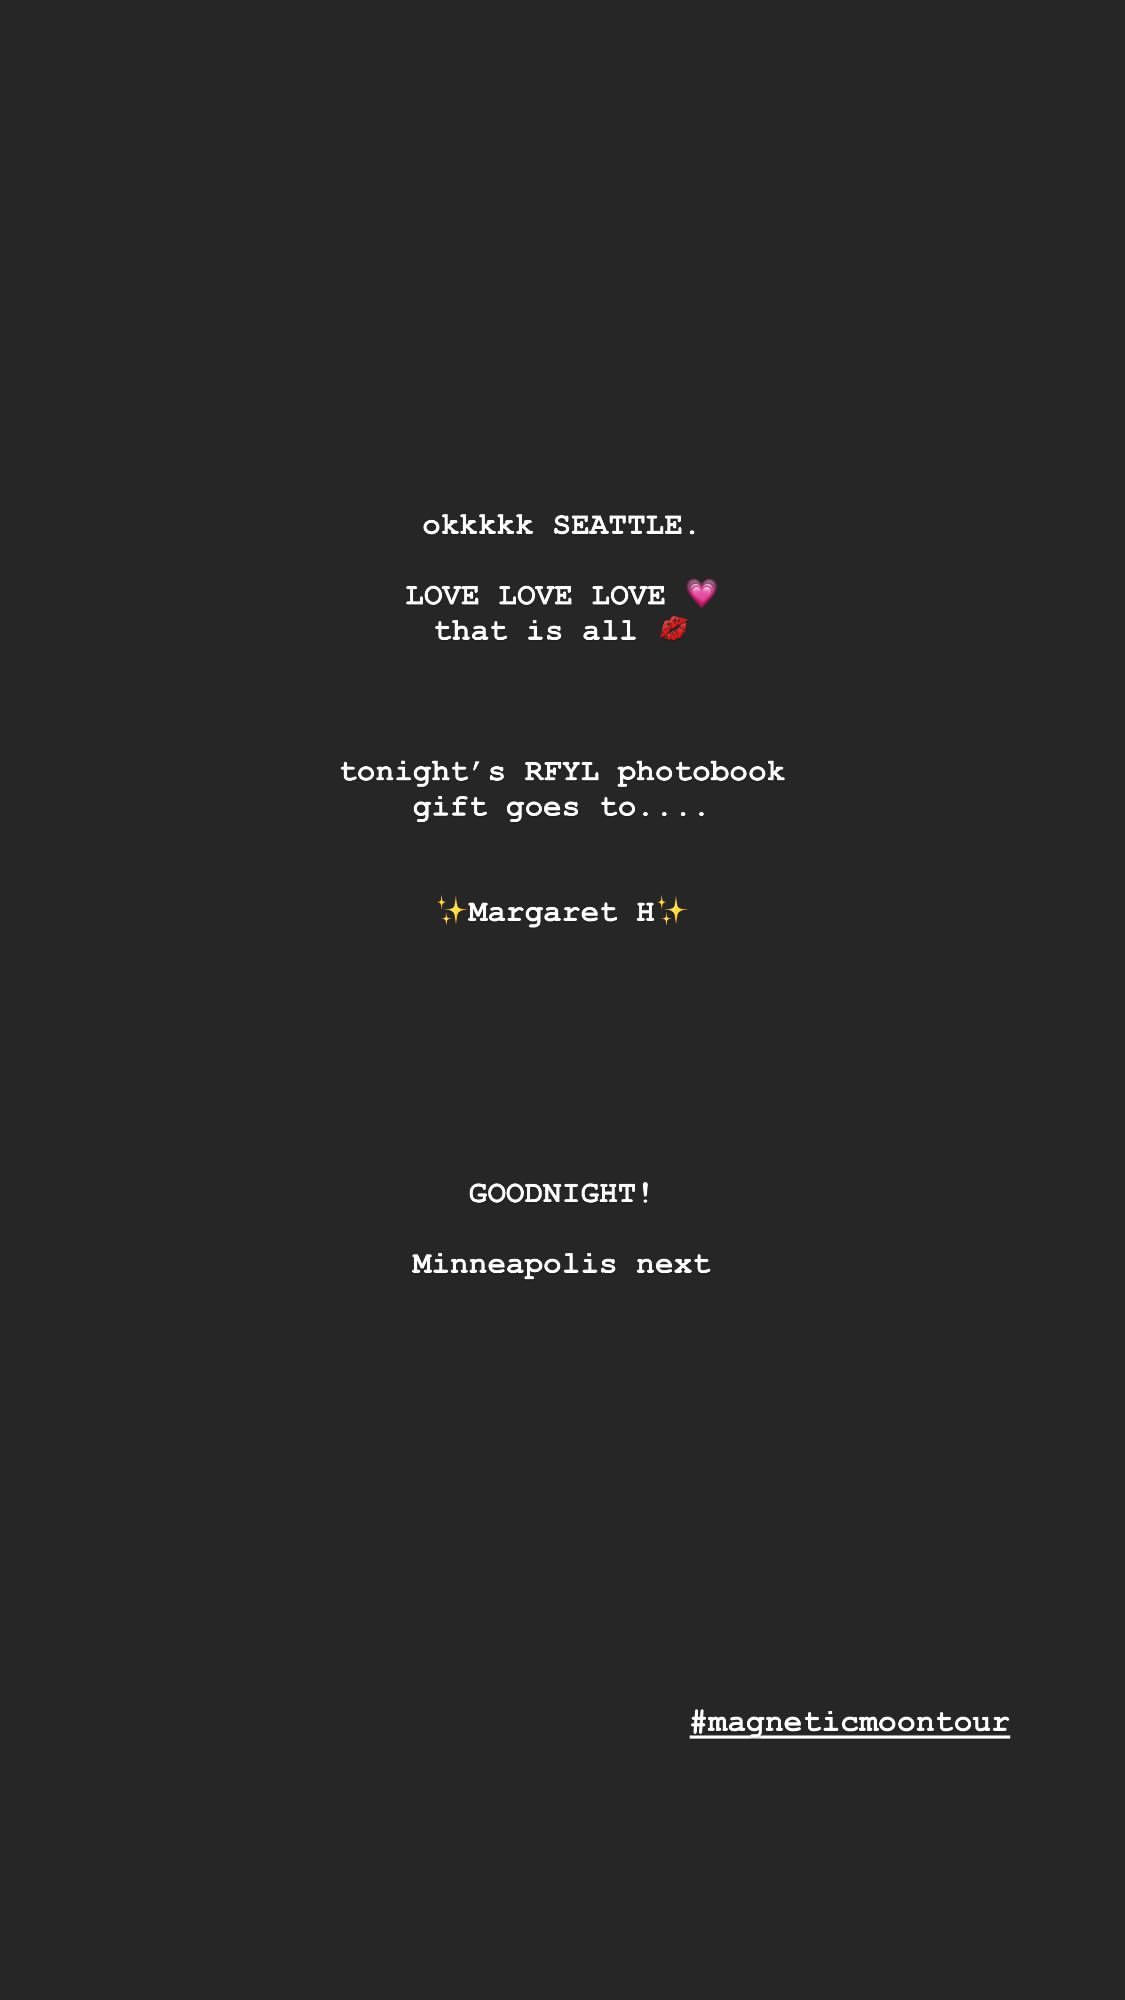 okkkkk SEATTLE.
LOVE LOVE LOVE 💗
that is all 💋
tonight’s RFYL photobook
gift goes to....
✨Margaret H✨
GOODNIGHT!
Minneapolis next
#magneticmoontour